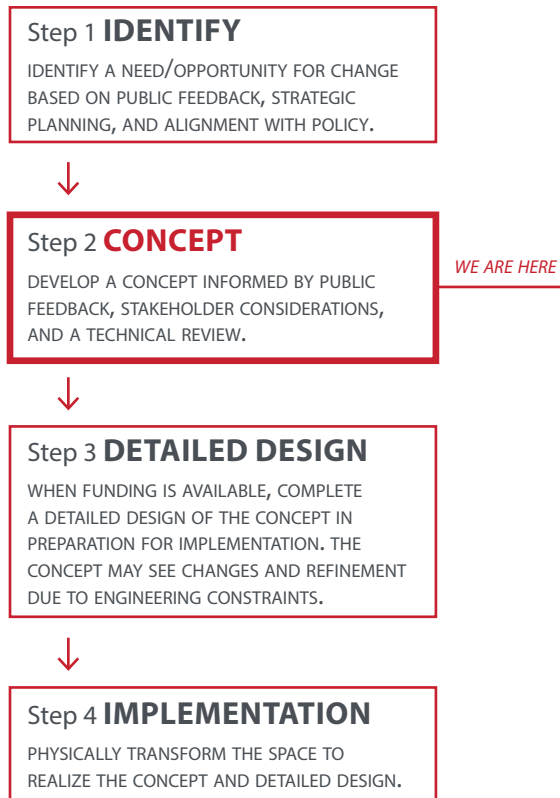 Step 1 IDENTIFY
IDENTIFY A NEED/OPPORTUNITY FOR CHANGE
BASED ON PUBLIC FEEDBACK, STRATEGIC
PLANNING, AND ALIGNMENT WITH POLICY.
Step 2 CONCEPT
DEVELOP A CONCEPT INFORMED BY PUBLIC
FEEDBACK, STAKEHOLDER CONSIDERATIONS,
AND A TECHNICAL REVIEW.
WE ARE HERE
Step 3 DETAILED DESIGN
WHEN FUNDING IS AVAILABLE, COMPLETE
A DETAILED DESIGN OF THE CONCEPT IN
PREPARATION FOR IMPLEMENTATION. THE
CONCEPT MAY SEE CHANGES AND REFINEMENT
DUE TO ENGINEERING CONSTRAINTS.
Step 4 IMPLEMENTATION
PHYSICALLY TRANSFORM THE SPACE TO
REALIZE THE CONCEPT AND DETAILED DESIGN.